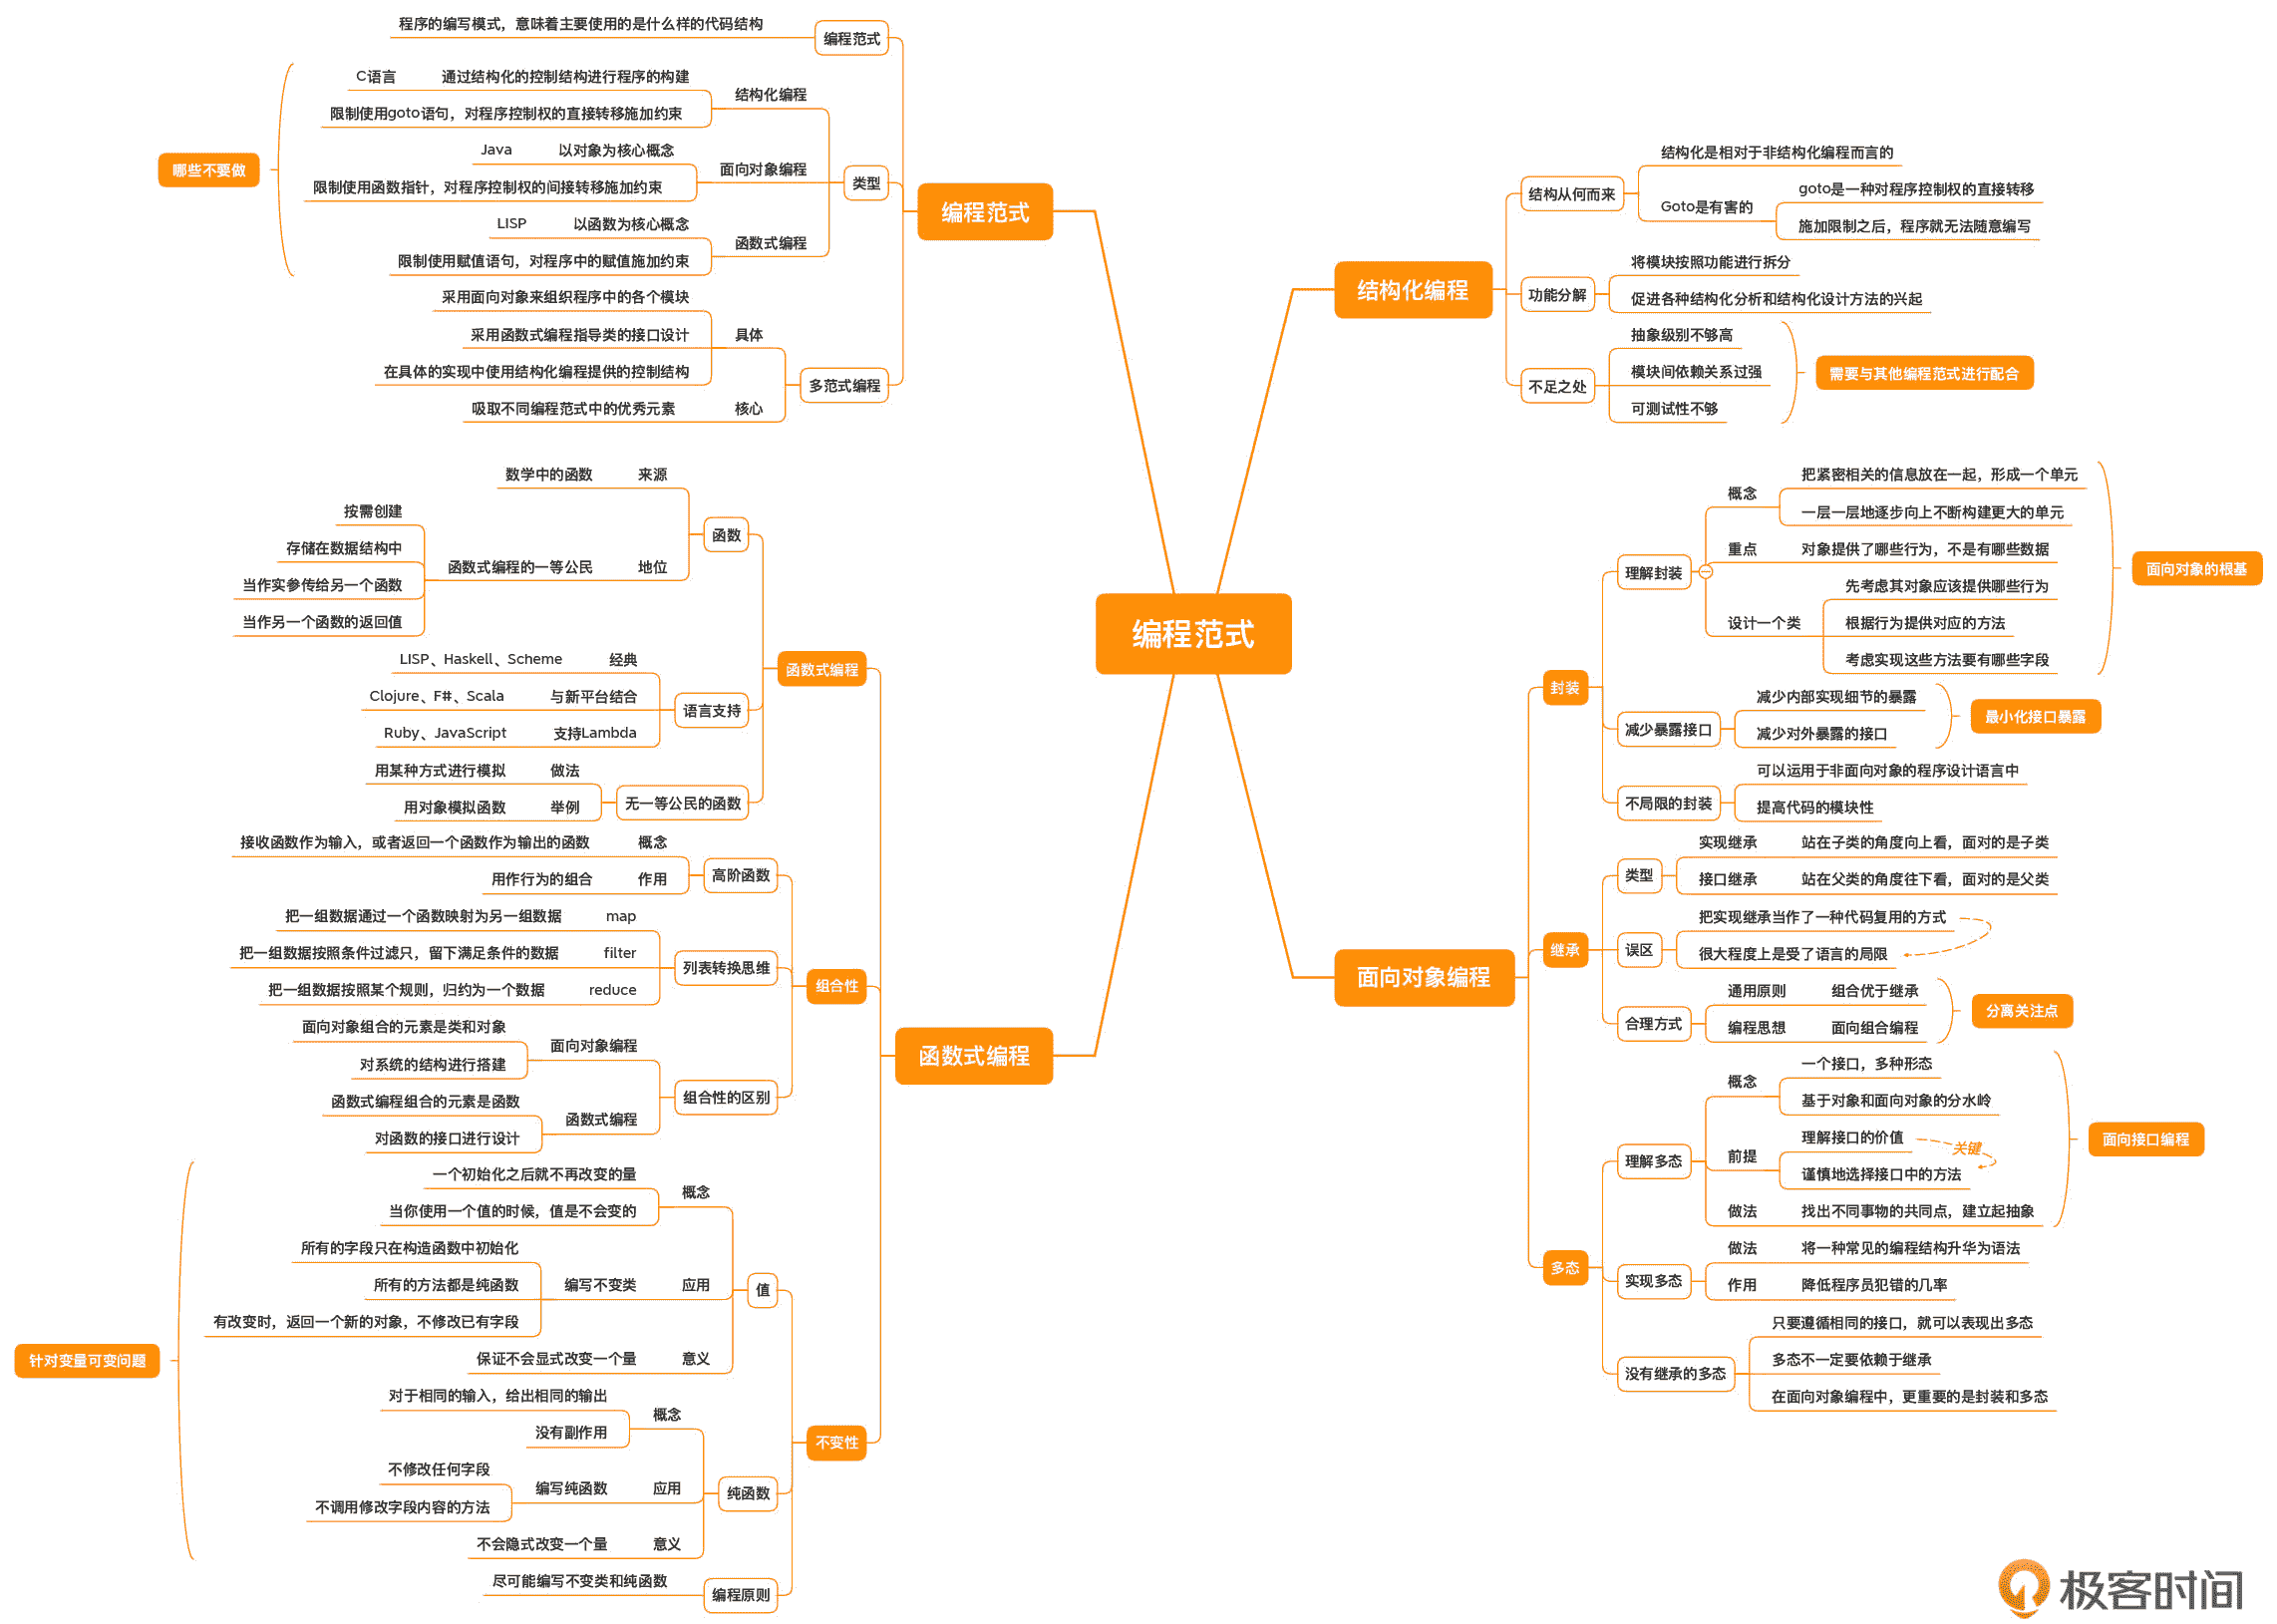 编程范式
编程范式
编程范式
程序的编写模式，意味着主要使用的是什么样的代码结构
类型
结构化编程
C语言
通过结构化的控制结构进行程序的构建
限制使用goto语句，对程序控制权的直接转移施加约束
面向对象编程
Java
以对象为核心概念
限制使用函数指针，对程序控制权的间接转移施加约束
函数式编程
LISP
以函数为核心概念
限制使用赋值语句，对程序中的赋值施加约束
哪些不要做
多范式编程
具体
采用面向对象来组织程序中的各个模块
采用函数式编程指导类的接口设计
在具体的实现中使用结构化编程提供的控制结构
核心
吸取不同编程范式中的优秀元素
结构化编程
结构从何而来
结构化是相对于非结构化编程而言的
Goto是有害的
goto是一种对程序控制权的直接转移
施加限制之后，程序就无法随意编写
功能分解
将模块按照功能进行拆分
促进各种结构化分析和结构化设计方法的兴起
不足之处
抽象级别不够高
模块间依赖关系过强
可测试性不够
需要与其他编程范式进行配合
面向对象编程
封装
理解封装
概念
把紧密相关的信息放在一起，形成一个单元
一层一层地逐步向上不断构建更大的单元
重点
对象提供了哪些行为，不是有哪些数据
设计一个类
先考虑其对象应该提供哪些行为
根据行为提供对应的方法
考虑实现这些方法要有哪些字段
面向对象的根基
减少暴露接口
减少内部实现细节的暴露
减少对外暴露的接口
最小化接口暴露
不局限的封装
可以运用于非面向对象的程序设计语言中
提高代码的模块性
继承
类型
实现继承
站在子类的角度向上看，面对的是子类
接口继承
站在父类的角度往下看，面对的是父类
误区
把实现继承当作了一种代码复用的方式
很大程度上是受了语言的局限
合理方式
通用原则
组合优于继承
编程思想
面向组合编程
分离关注点
多态
理解多态
概念
一个接口，多种形态
基于对象和面向对象的分水岭
前提
理解接口的价值
关键
谨慎地选择接口中的方法
做法
找出不同事物的共同点，建立起抽象
面向接口编程
实现多态
做法
将一种常见的编程结构升华为语法
作用
降低程序员犯错的几率
没有继承的多态
只要遵循相同的接口，就可以表现出多态
多态不一定要依赖于继承
在面向对象编程中，更重要的是封装和多态
函数式编程
函数式编程
函数
来源
数学中的函数
地位
函数式编程的一等公民
按需创建
存储在数据结构中
当作实参传给另一个函数
当作另一个函数的返回值
语言支持
经典
LISP、Haskell、Scheme
与新平台结合
Clojure、F#、Scala
支持Lambda
Ruby、JavaScript
无一等公民的函数
做法
用某种方式进行模拟
举例
用对象模拟函数
组合性
高阶函数
概念
接收函数作为输入，或者返回一个函数作为输出的函数
作用
用作行为的组合
列表转换思维
map
把一组数据通过一个函数映射为另一组数据
filter
把一组数据按照条件过滤只，留下满足条件的数据
reduce
把一组数据按照某个规则，归约为一个数据
组合性的区别
面向对象编程
面向对象组合的元素是类和对象
对系统的结构进行搭建
函数式编程
函数式编程组合的元素是函数
对函数的接口进行设计
不变性
值
概念
一个初始化之后就不再改变的量
当你使用一个值的时候，值是不会变的
应用
编写不变类
所有的字段只在构造函数中初始化
所有的方法都是纯函数
有改变时，返回一个新的对象，不修改已有字段
意义
保证不会显式改变一个量
纯函数
概念
对于相同的输入，给出相同的输出
没有副作用
应用
编写纯函数
不修改任何字段
不调用修改字段内容的方法
意义
不会隐式改变一个量
针对变量可变问题
编程原则
尽可能编写不变类和纯函数
极客时间